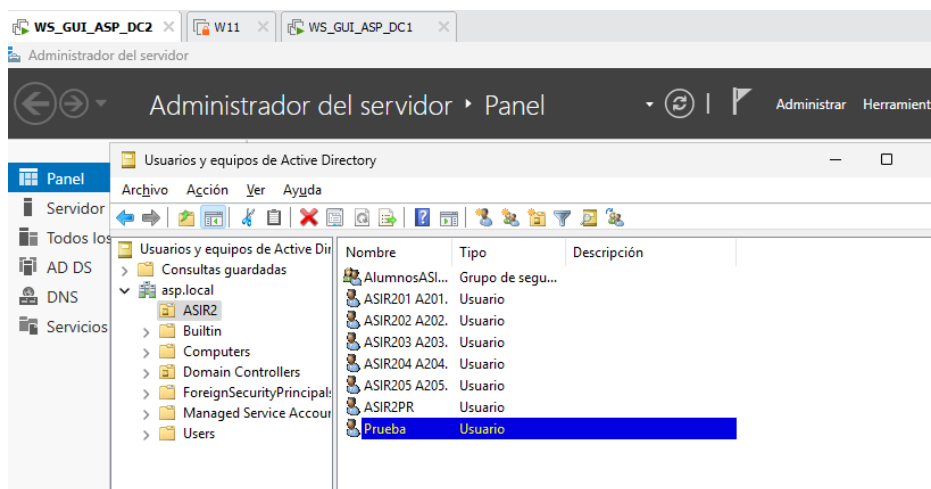 WS_GUI_ASP_DC2 W11 WS_GUI_ASP_DC1
Administrador del servidor
Administrador del servidor Panel Administrar Herramient
Usuarios y equipos de Active Directory
Panel
Archivo Acción Ver Ayuda
Servidor
Todos los
AD DS
DNS
Servicios
Usuarios y equipos de Active Dir
Consultas guardadas
asp.local
ASIR2
Builtin
Computers
Domain Controllers
ForeignSecurityPrincipals
Managed Service Accour
Users
Nombre Tipo Descripción
AlumnosASI... Grupo de segu...
ASIR201 A201. Usuario
ASIR202 A202. Usuario
ASIR203 A203. Usuario
ASIR204 A204. Usuario
ASIR205 A205. Usuario
ASIR2PR Usuario
Prueba Usuario